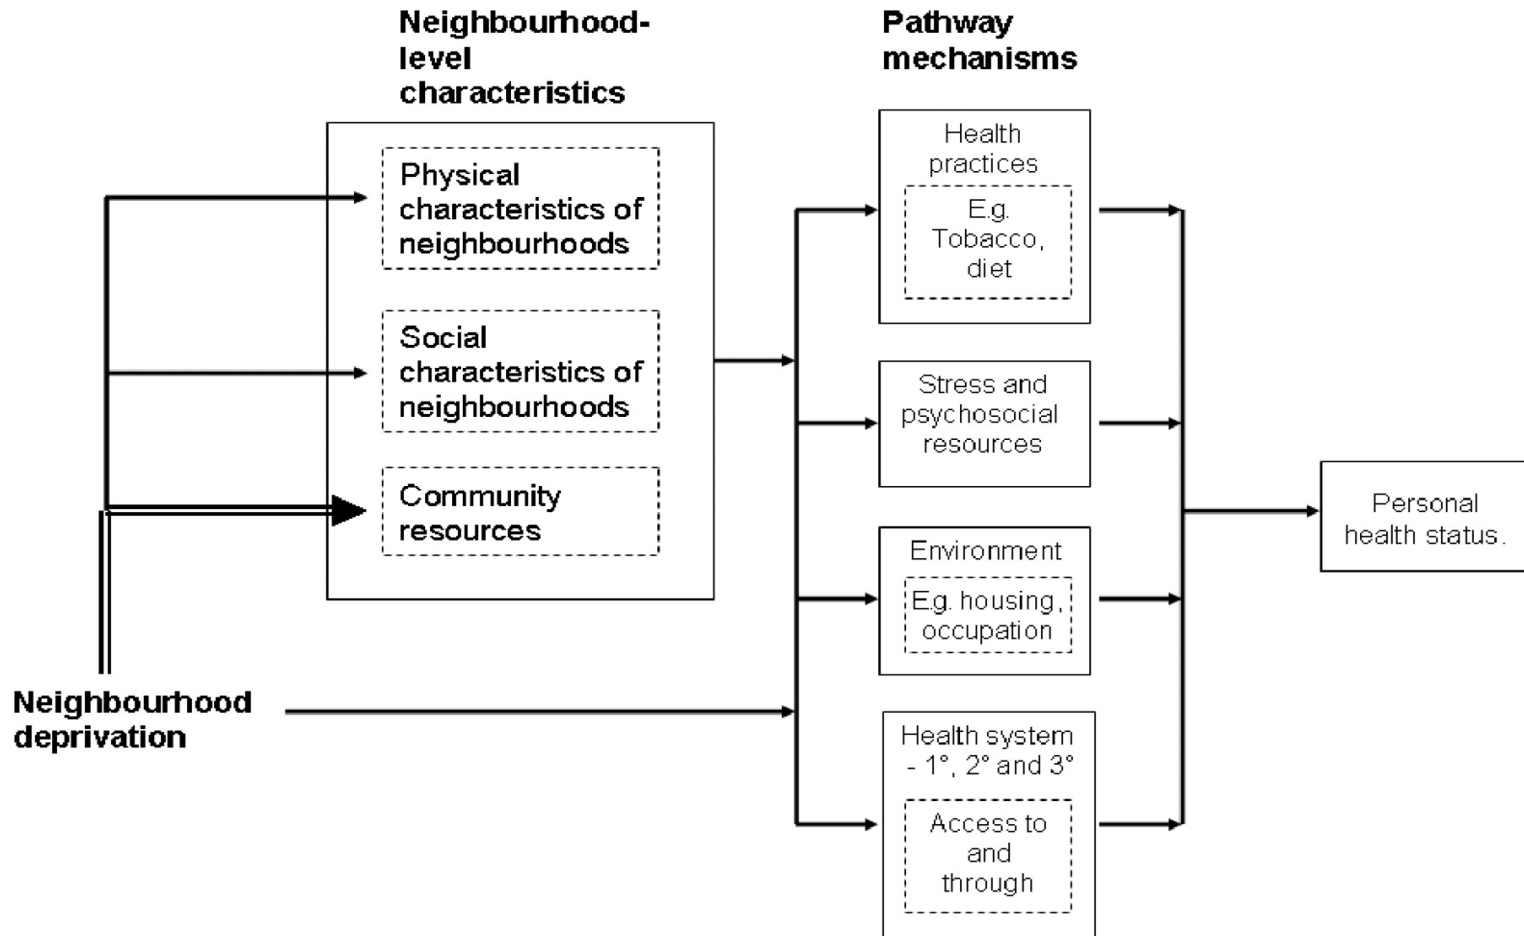 Neighbourhood-
level
characteristics
Physical
characteristics of
neighbourhoods
Social
characteristics of
neighbourhoods
Community
resources
Neighbourhood
deprivation
Pathway
mechanisms
Health
practices
E.g.
Tobacco,
diet
Stress and
psychosocial
resources
Environment
E.g. housing,
occupation
Health system
- 1°, 2° and 3°
Access to
and
through
Personal
health status.